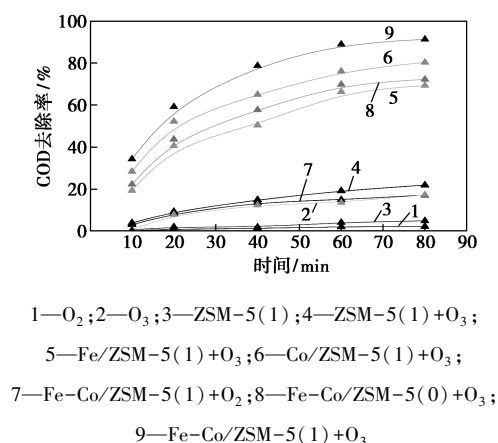 100
80
60
40
20
0
COD去除率/%
10 20 30 40 50 60 70 80 90
时间/min
9
6
5
8
7
4
2
3
1
1—O₂;2—O₃;3—ZSM-5(1);4—ZSM-5(1)+O₃;
5—Fe/ZSM-5(1)+O₃;6—Co/ZSM-5(1)+O₃;
7—Fe-Co/ZSM-5(1)+O₂;8—Fe-Co/ZSM-5(0)+O₃;
9—Fe-Co/ZSM-5(1)+O₃